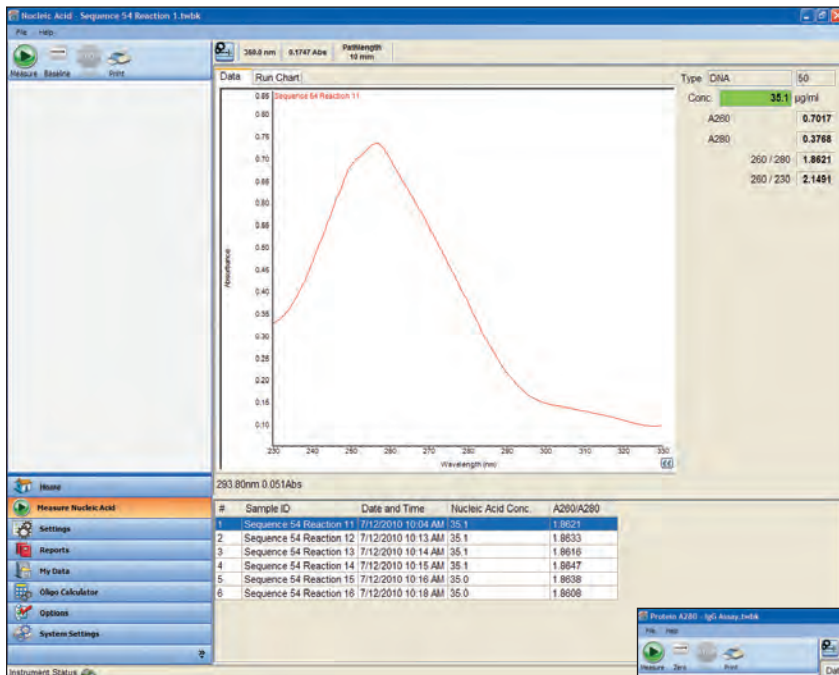 Nucleic Acid - Sequence 54 Reaction 1.twbk
File Help
Measure Baseline Print
360.0 nm 0.1747 Abs Pathlength 10 mm
Data Run Chart
Type DNA 50
Conc. 35.1 µg/ml
A260 0.7017
A280 0.3768
260 / 280 1.8621
260 / 230 2.1491
Sequence 54 Reaction 11
0.85
0.80
0.75
0.70
0.65
0.60
0.55
0.50
0.45
0.40
0.35
0.30
0.25
0.20
0.15
0.10
Absorbance
230 240 250 260 270 280 290 300 310 320 330
Wavelength (nm)
293.80nm 0.051Abs
Home
Measure Nucleic Acid
Settings
Reports
My Data
Oligo Calculator
Options
System Settings
# Sample ID Date and Time Nucleic Acid Conc. A260/A280
1 Sequence 54 Reaction 11 7/12/2010 10:04 AM 35.1 1.8621
2 Sequence 54 Reaction 12 7/12/2010 10:13 AM 35.1 1.8633
3 Sequence 54 Reaction 13 7/12/2010 10:14 AM 35.1 1.8616
4 Sequence 54 Reaction 14 7/12/2010 10:15 AM 35.1 1.8647
5 Sequence 54 Reaction 15 7/12/2010 10:16 AM 35.0 1.8638
6 Sequence 54 Reaction 16 7/12/2010 10:18 AM 35.0 1.8608
Protein A280 - IgG Assay.twbk
File Help
Measure Zero Print
Dat
Instrument Status